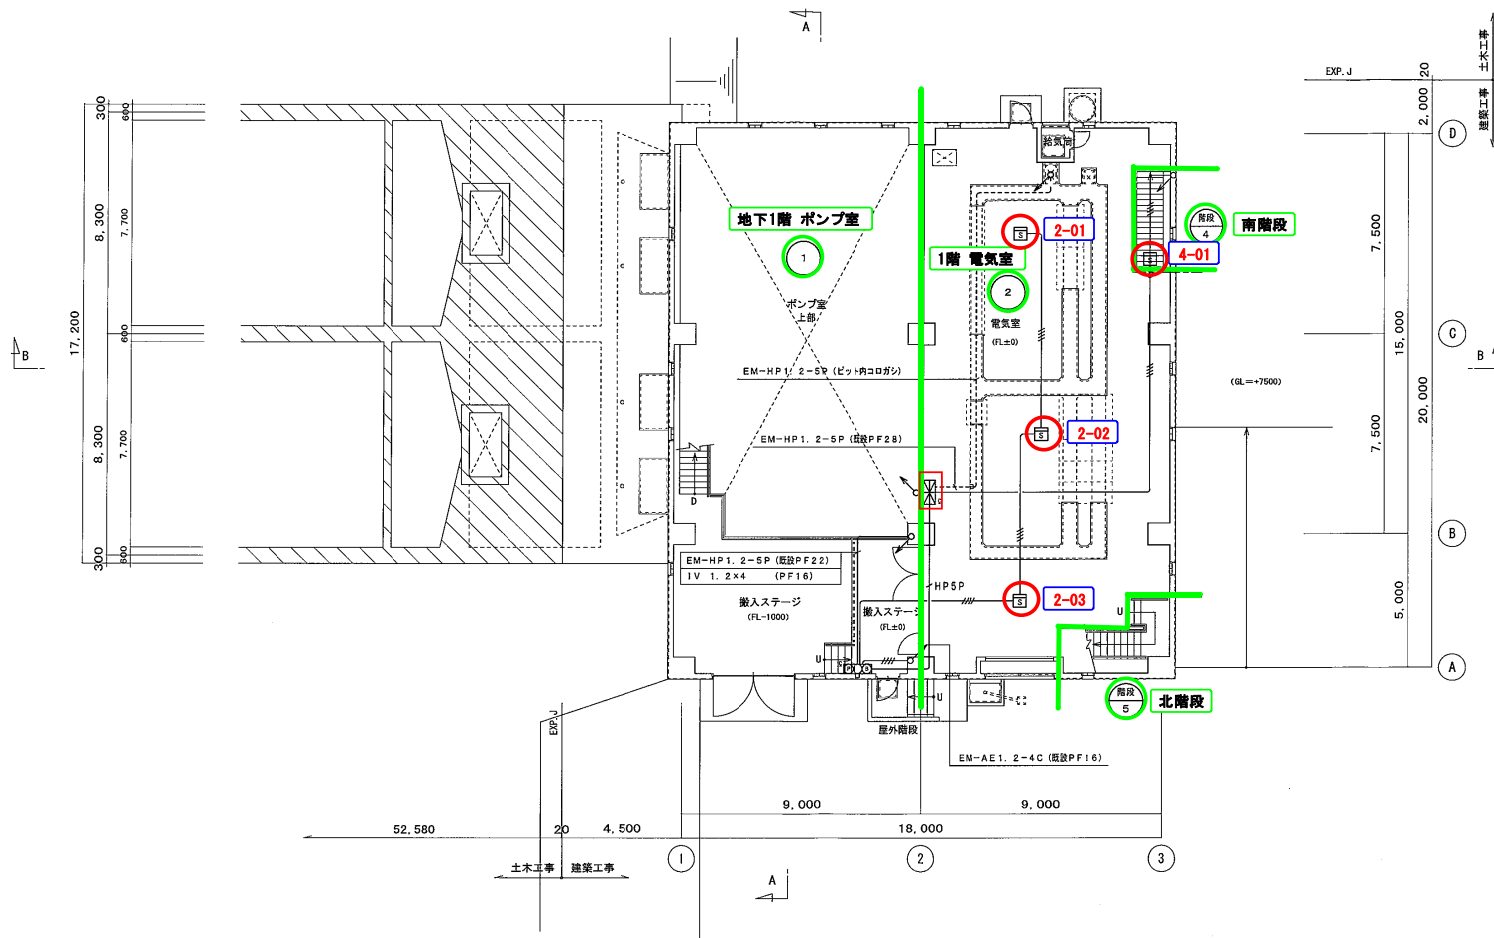 A
土木工事
EXP.J
20
建築工事
2,000
D
300
600
8,300
7,700
給気筒
地下1階 ポンプ室
1
2-01
1階 電気室
2
階段
4
南階段
4-01
S
S
7,500
17,200
600
ポンプ室
上部
電気室
(FL±0)
15,000
C
B
B
EM-HP1.2-5P (ピット内コロガシ)
(GL=+7500)
20,000
8,300
7,700
EM-HP1.2-5P (既設PF28)
2-02
S
7,500
D
B
300
600
EM-HP1.2-5P (既設PF22)
IV 1.2×4 (PF16)
HP5P
搬入ステージ
(FL-1000)
搬入ステージ
(FL±0)
S
2-03
U
5,000
U
P
S
A
U
階段
5
北階段
EXP.J
屋外階段
EM-AE1.2-4C (既設PF16)
9,000
9,000
52,580
20
4,500
18,000
1
2
3
土木工事
建築工事
A